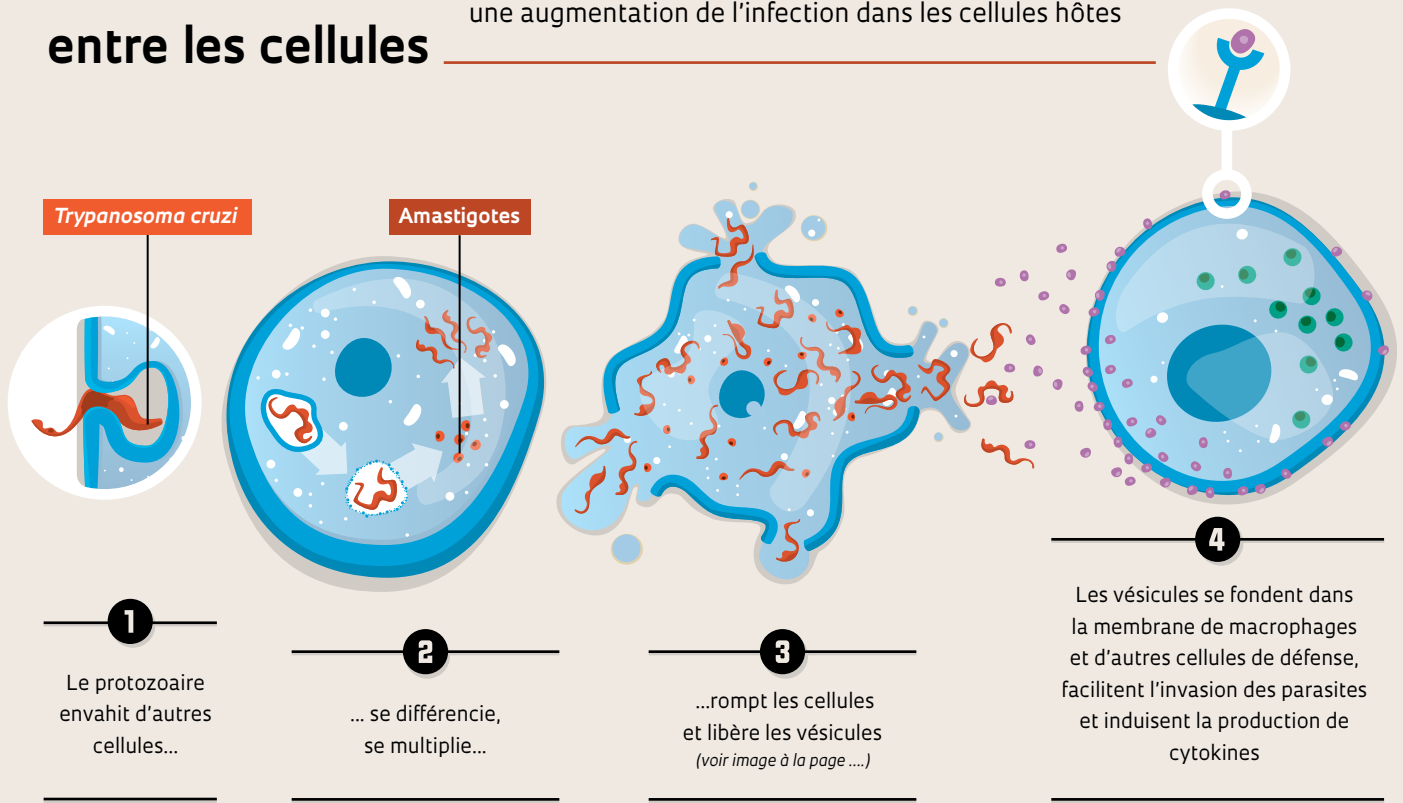 une augmentation de l'infection dans les cellules hôtes
entre les cellules
Trypanosoma cruzi
Amastigotes
1
Le protozoaire
envahit d'autres
cellules...
2
... se différencie,
se multiplie...
3
...rompt les cellules
et libère les vésicules
(voir image à la page ....)
4
Les vésicules se fondent dans
la membrane de macrophages
et d'autres cellules de défense,
facilitent l'invasion des parasites
et induisent la production de
cytokines